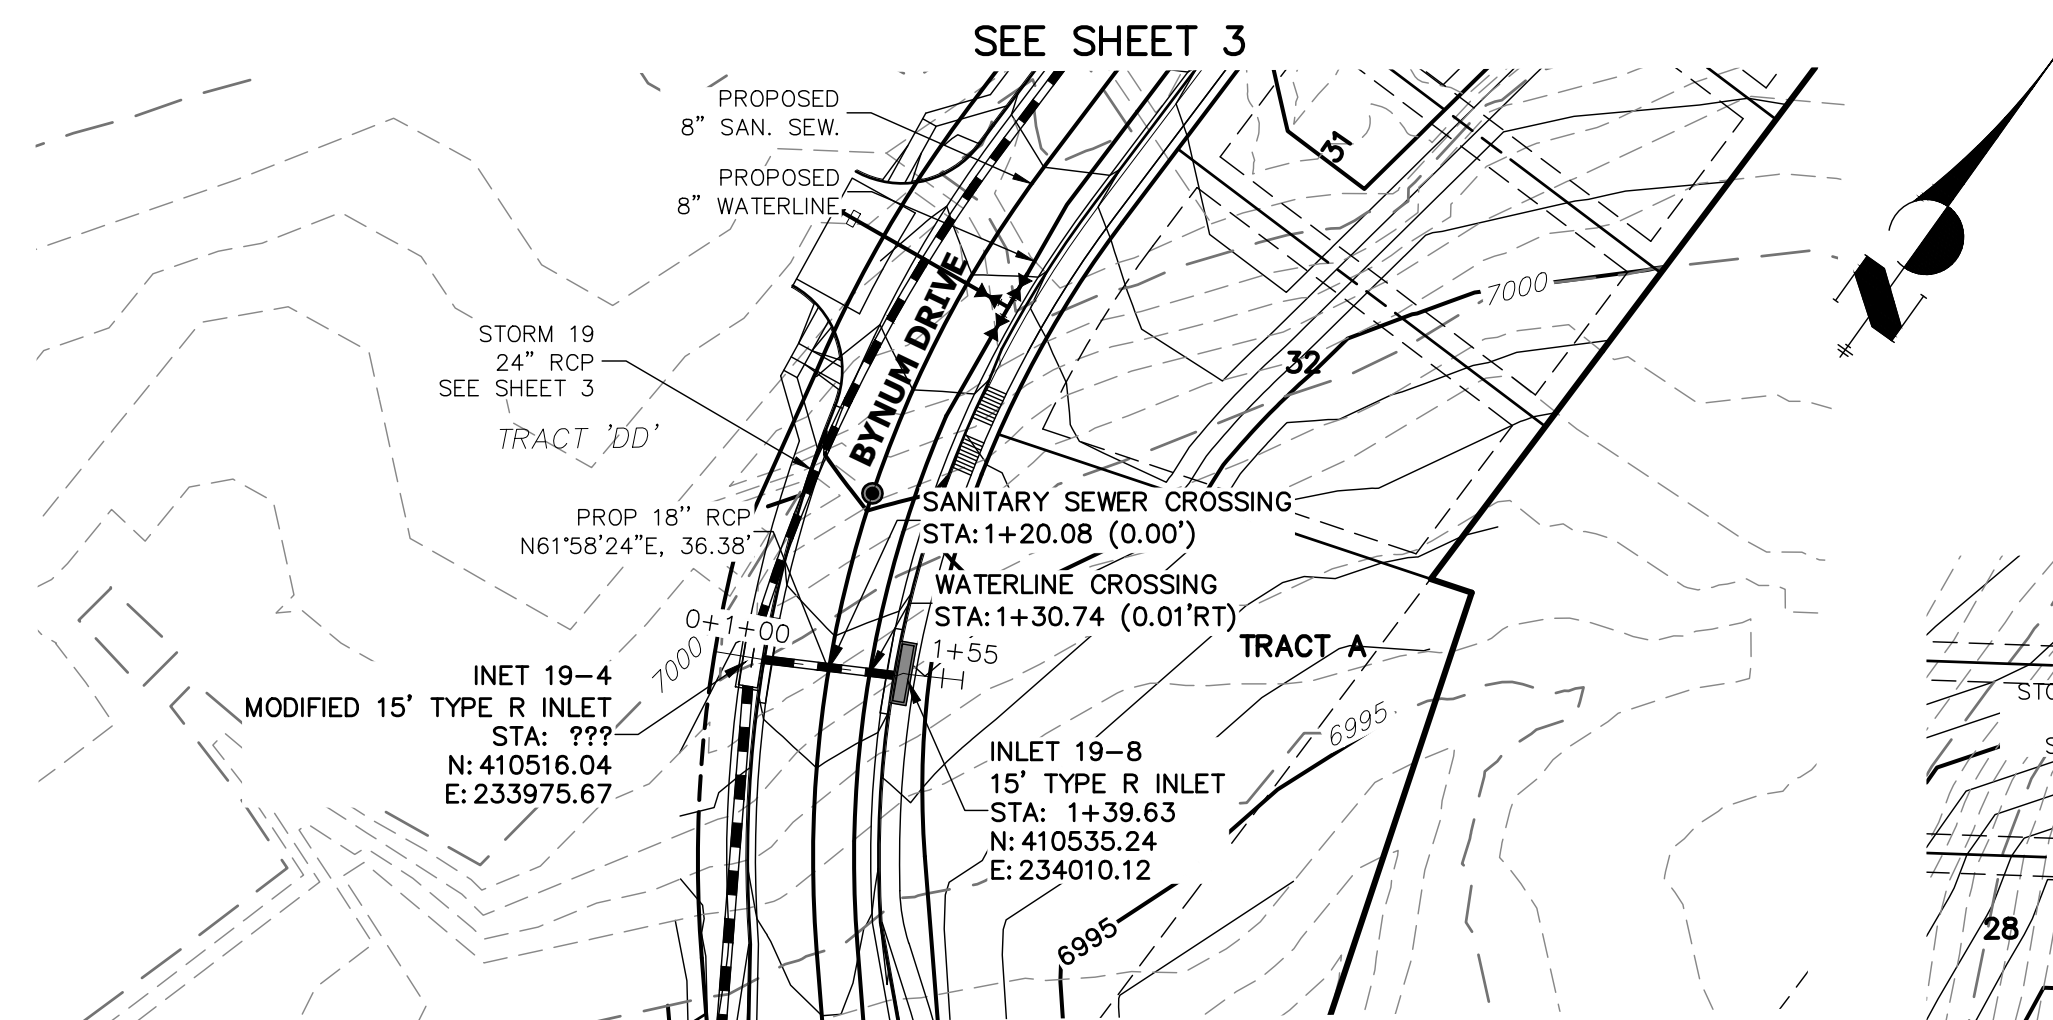 SEE SHEET 3
PROPOSED
8" SAN. SEW.
PROPOSED
8" WATERLINE
31
7000
STORM 19
24" RCP
SEE SHEET 3
BYNUM DRIVE
32
TRACT 'DD'
SANITARY SEWER CROSSING
STA:1+20.08 (0.00')
PROP 18'' RCP
N61°58'24"E, 36.38'
WATERLINE CROSSING
STA:1+30.74 (0.01'RT)
0+1+00
7000
1+55
TRACT A
INET 19-4
MODIFIED 15' TYPE R INLET
STA: ???
N:410516.04
E:233975.67
6995
INLET 19-8
15' TYPE R INLET
STA: 1+39.63
N:410535.24
E:234010.12
6995
STO
S
28